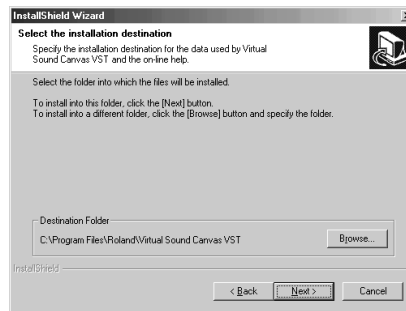 InstallShield Wizard
Select the installation destination
Specify the installation destination for the data used by Virtual
Sound Canvas VST and the on-line help.
Select the folder into which the files will be installed.
To install into this folder, click the [Next] button.
To install into a different folder, click the [Browse] button and specify the folder.
Destination Folder
C:\Program Files\Roland\Virtual Sound Canvas VST
Browse...
InstallShield
< Back
Next >
Cancel